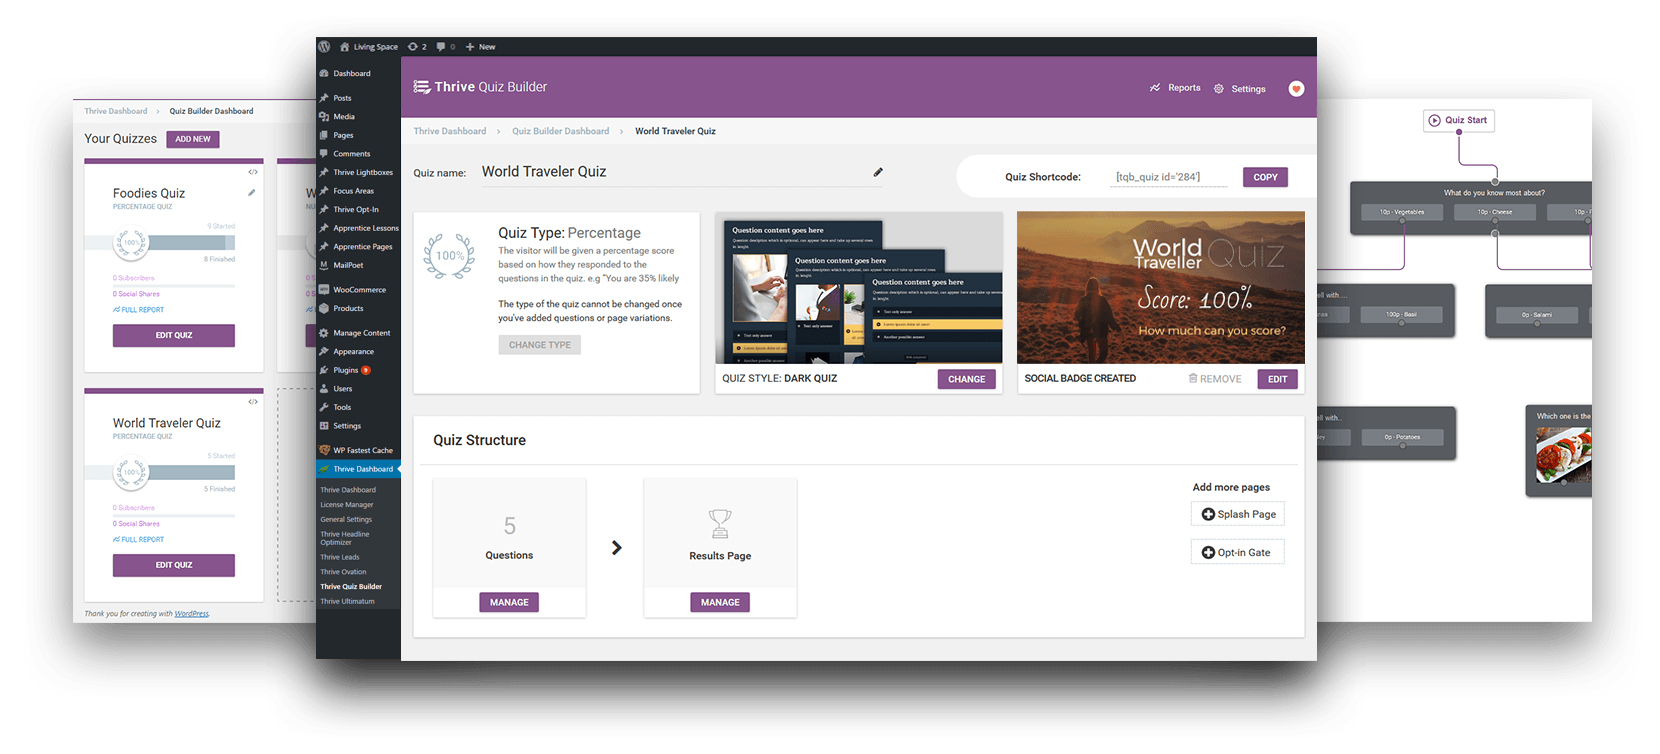 Living Space 2 0 New
Dashboard
Posts
Media
Pages
Comments
Thrive Lightboxes
Focus Areas
Thrive Opt-In
Apprentice Lessons
Apprentice Pages
MailPoet
WooCommerce
Products
Manage Content
Appearance
Plugins 9
Users
Tools
Settings
WP Fastest Cache
Thrive Dashboard
Thrive Dashboard
License Manager
General Settings
Thrive Headline
Optimizer
Thrive Leads
Thrive Ovation
Thrive Quiz Builder
Thrive Ultimatum
Thrive Dashboard > Quiz Builder Dashboard
Your Quizzes ADD NEW
Foodies Quiz
PERCENTAGE QUIZ
9 Started
100%
8 Finished
0 Subscribers
0 Social Shares
FULL REPORT
EDIT QUIZ
World Traveler Quiz
PERCENTAGE QUIZ
5 Started
100%
5 Finished
0 Subscribers
0 Social Shares
FULL REPORT
EDIT QUIZ
Thank you for creating with WordPress.
Thrive Quiz Builder
Reports Settings
Thrive Dashboard > Quiz Builder Dashboard > World Traveler Quiz
Quiz name: World Traveler Quiz
Quiz Shortcode: [tqb_quiz id='284'] COPY
100%
Quiz Type: Percentage
The visitor will be given a percentage score
based on how they responded to the
questions in the quiz. e.g "You are 35% likely
The type of the quiz cannot be changed once
you've added questions or page variations.
CHANGE TYPE
Question content goes here
Question content goes here
Question content goes here
Text only answer
Another possible answer
QUIZ STYLE: DARK QUIZ CHANGE
World
Traveller Quiz
Score: 100%
How much can you score?
SOCIAL BADGE CREATED REMOVE EDIT
Quiz Structure
5
Questions
MANAGE
Results Page
MANAGE
Add more pages
Splash Page
Opt-in Gate
Quiz Start
What do you know most about?
10p - Vegetables 10p - Cheese 10p -
ell with....
100p - Basil
0p - Salami
ell with..
0p - Potatoes
Which one is the